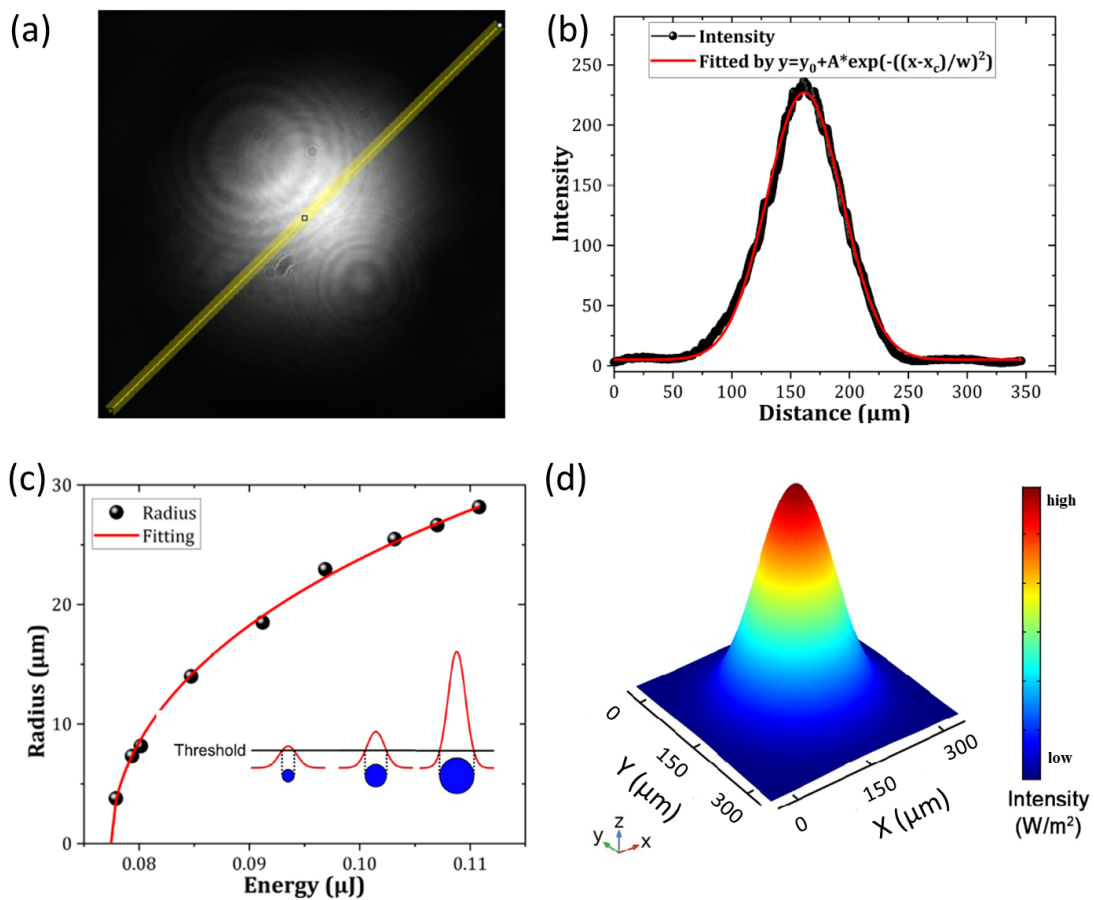 (a)
(b)
Intensity
Fitted by y=y₀+A*exp(-((x-x꜀)/w)²)
250
200
150
100
50
0
Intensity
0 50 100 150 200 250 300 350
Distance (μm)
(c)
30
20
10
0
Radius (μm)
Radius
Fitting
Threshold
0.08 0.09 0.10 0.11
Energy (μJ)
(d)
high
low
Intensity
(W/m²)
0
150
300
Y (μm)
0
150
300
X (μm)
z
y
x